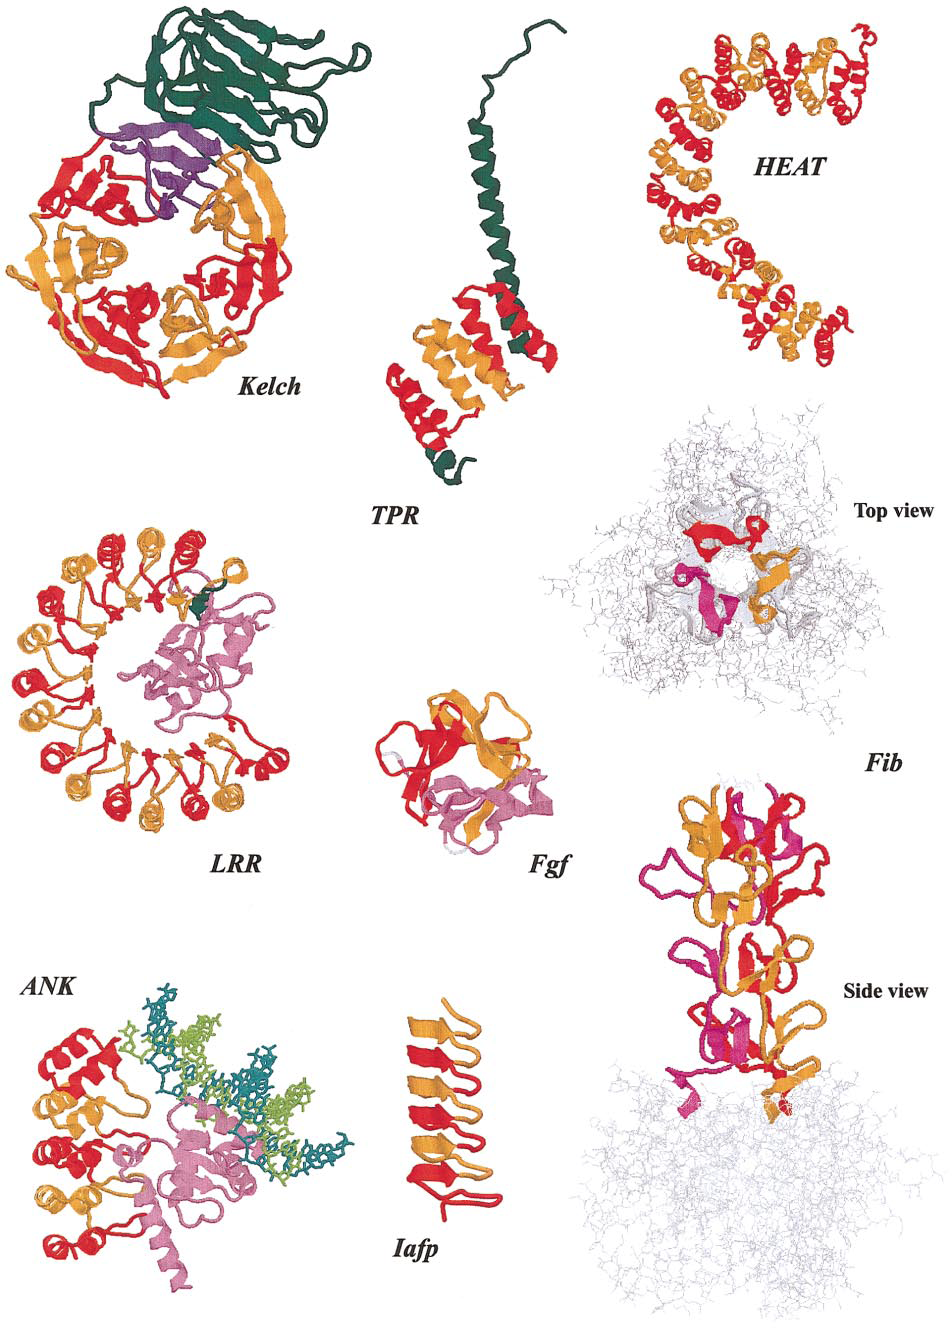 HEAT
Kelch
TPR
Top view
Fib
LRR
Fgf
ANK
Side view
Iafp